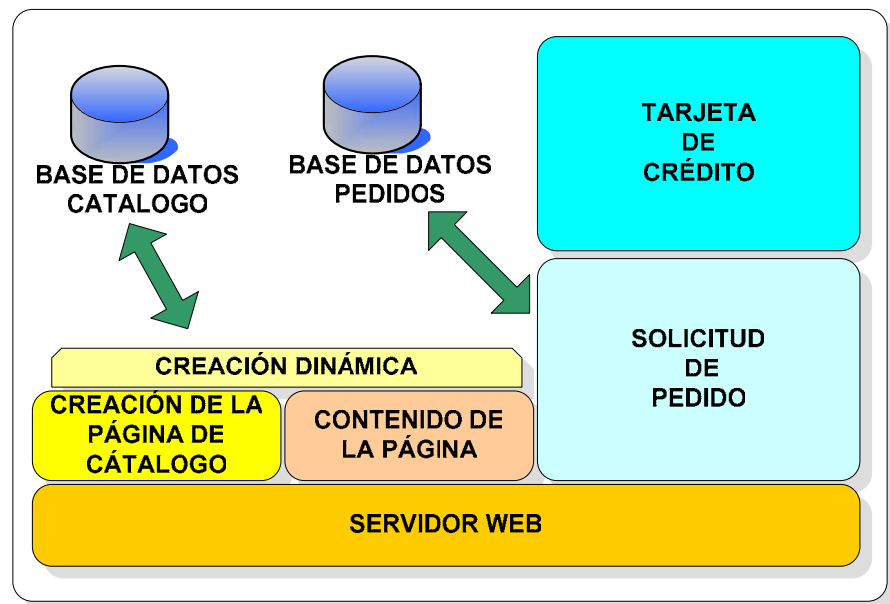 BASE DE DATOS
CATALOGO
BASE DE DATOS
PEDIDOS
TARJETA
DE
CRÉDITO
SOLICITUD
DE
PEDIDO
CREACIÓN DINÁMICA
CREACIÓN DE LA
PÁGINA DE
CÁTALOGO
CONTENIDO DE
LA PÁGINA
SERVIDOR WEB